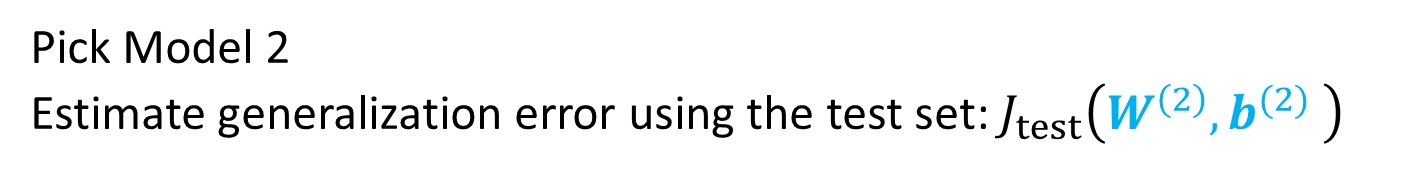 Pick Model 2
Estimate generalization error using the test set: J_test(W^(2), b^(2))